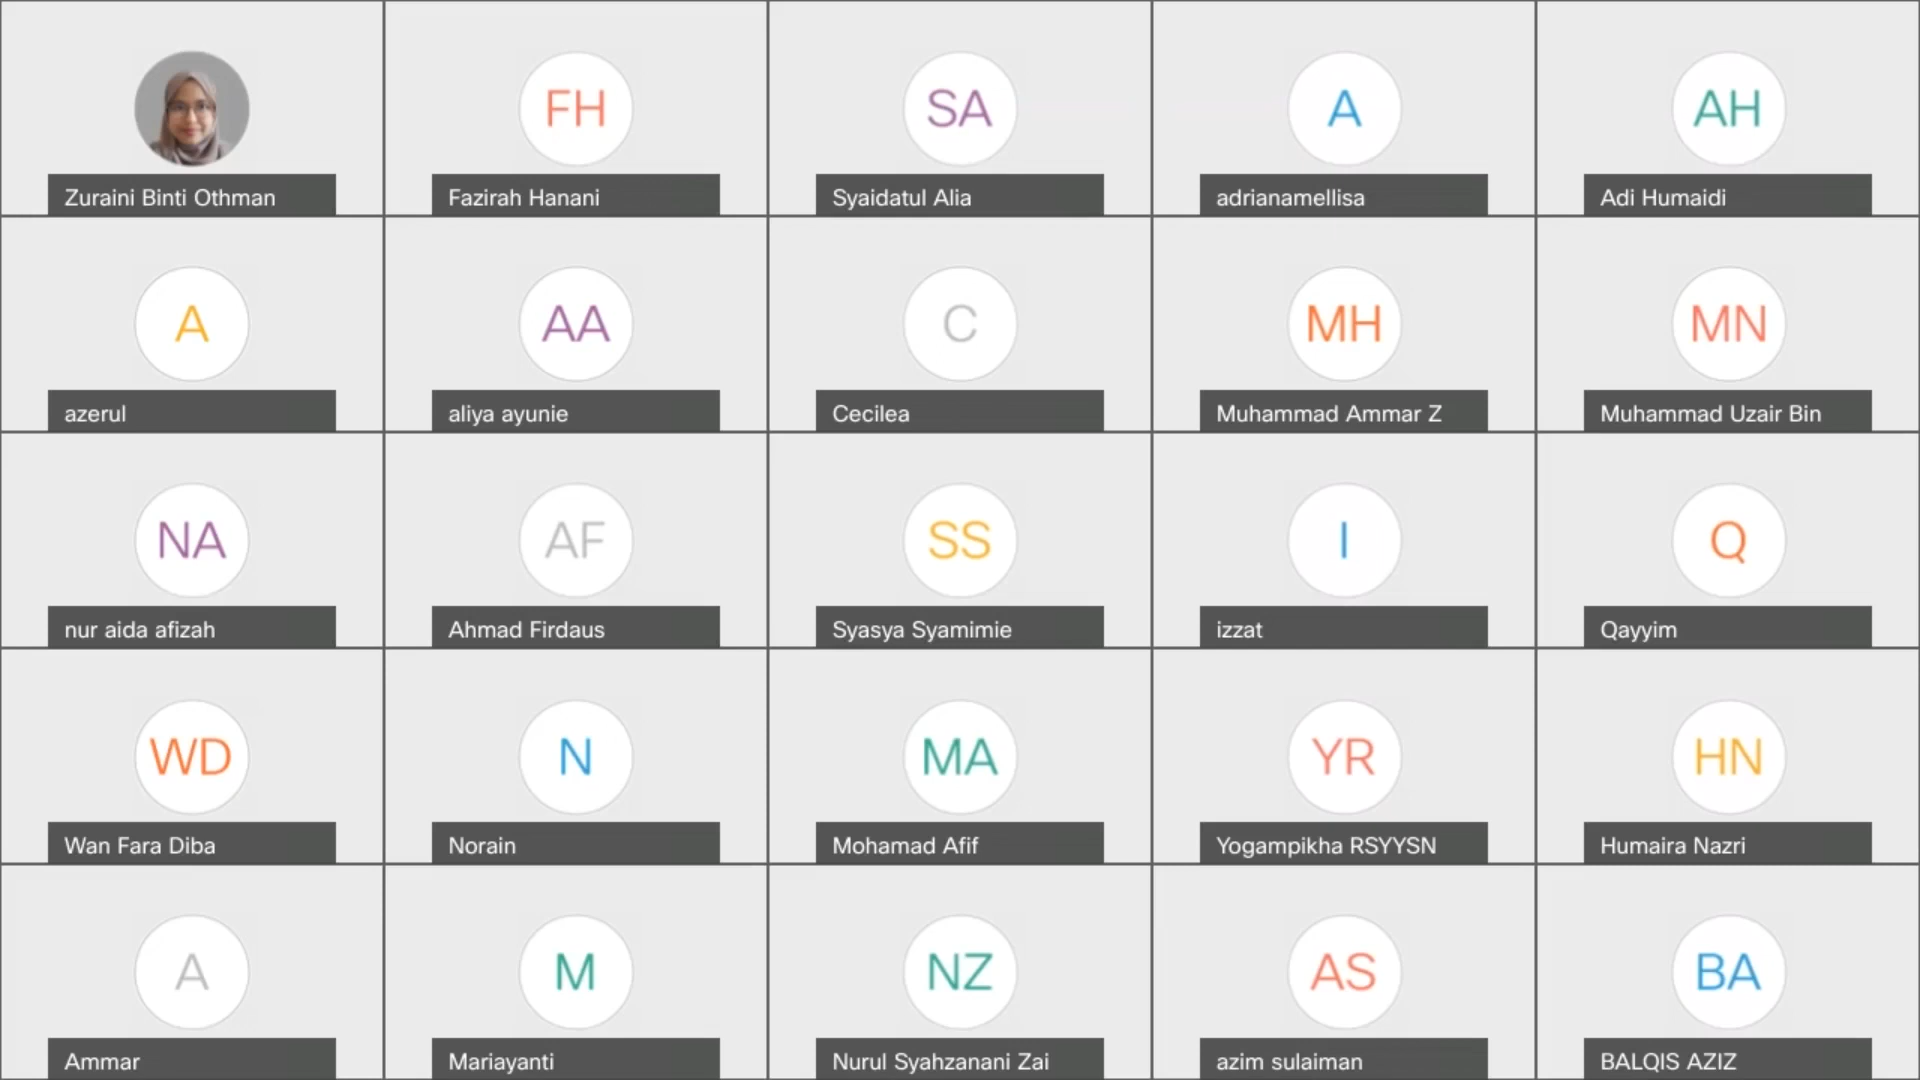 FH
SA
A
AH
Zuraini Binti Othman
Fazirah Hanani
Syaidatul Alia
adrianamellisa
Adi Humaidi
A
AA
C
MH
MN
azerul
aliya ayunie
Cecilea
Muhammad Ammar Z
Muhammad Uzair Bin
NA
AF
SS
I
Q
nur aida afizah
Ahmad Firdaus
Syasya Syamimie
izzat
Qayyim
WD
N
MA
YR
HN
Wan Fara Diba
Norain
Mohamad Afif
Yogampikha RSYYSN
Humaira Nazri
A
M
NZ
AS
BA
Ammar
Mariayanti
Nurul Syahzanani Zai
azim sulaiman
BALQIS AZIZ